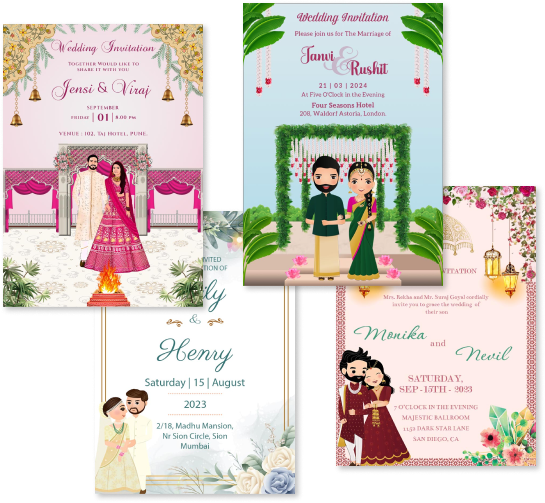 Wedding Invitation
Together Would Like to
share it with you
Jensi & Viraj
SEPTEMBER
FRIDAY | 01 | 8.00 PM
VENUE : 102, TAJ HOTEL, PUNE.
Wedding Invitation
Please join us for The Marriage of
Tanvi
&
Rushit
21 | 03 | 2024
At Five O'Clock in the Evening
Four Seasons Hotel
208, Waldorf Astoria, London.
&
Henry
Saturday | 15 | August
2023
2/18, Madhu Mansion,
Nr Sion Circle, Sion
Mumbai
Mrs. Rekha and Mr. Suraj Goyal cordially
invite you to grace the wedding of
their son
Monika
and
Nevil
SATURDAY,
SEP -15TH - 2023
7 O'CLOCK IN THE EVENING
MAJESTIC BALLROOM
1152 DARK STAR LANE
SAN DIEGO, CA